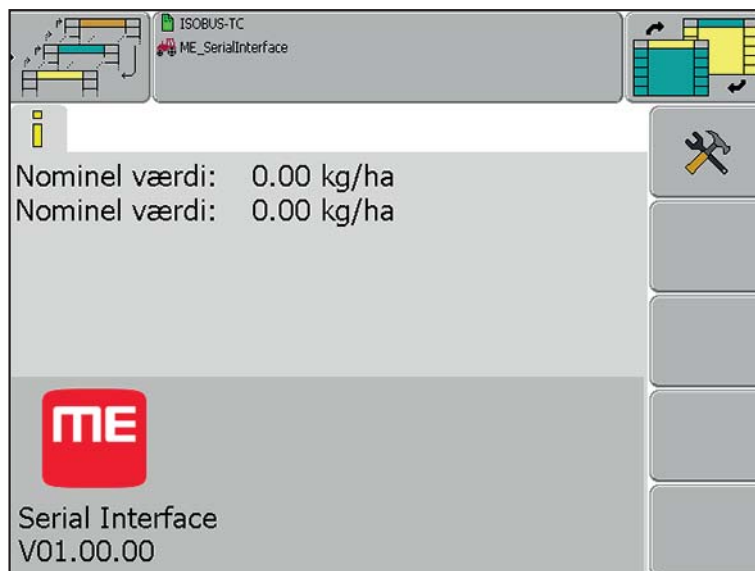 ISOBUS-TC
ME_SerialInterface
i
Nominel værdi: 0.00 kg/ha
Nominel værdi: 0.00 kg/ha
ME
Serial Interface
V01.00.00